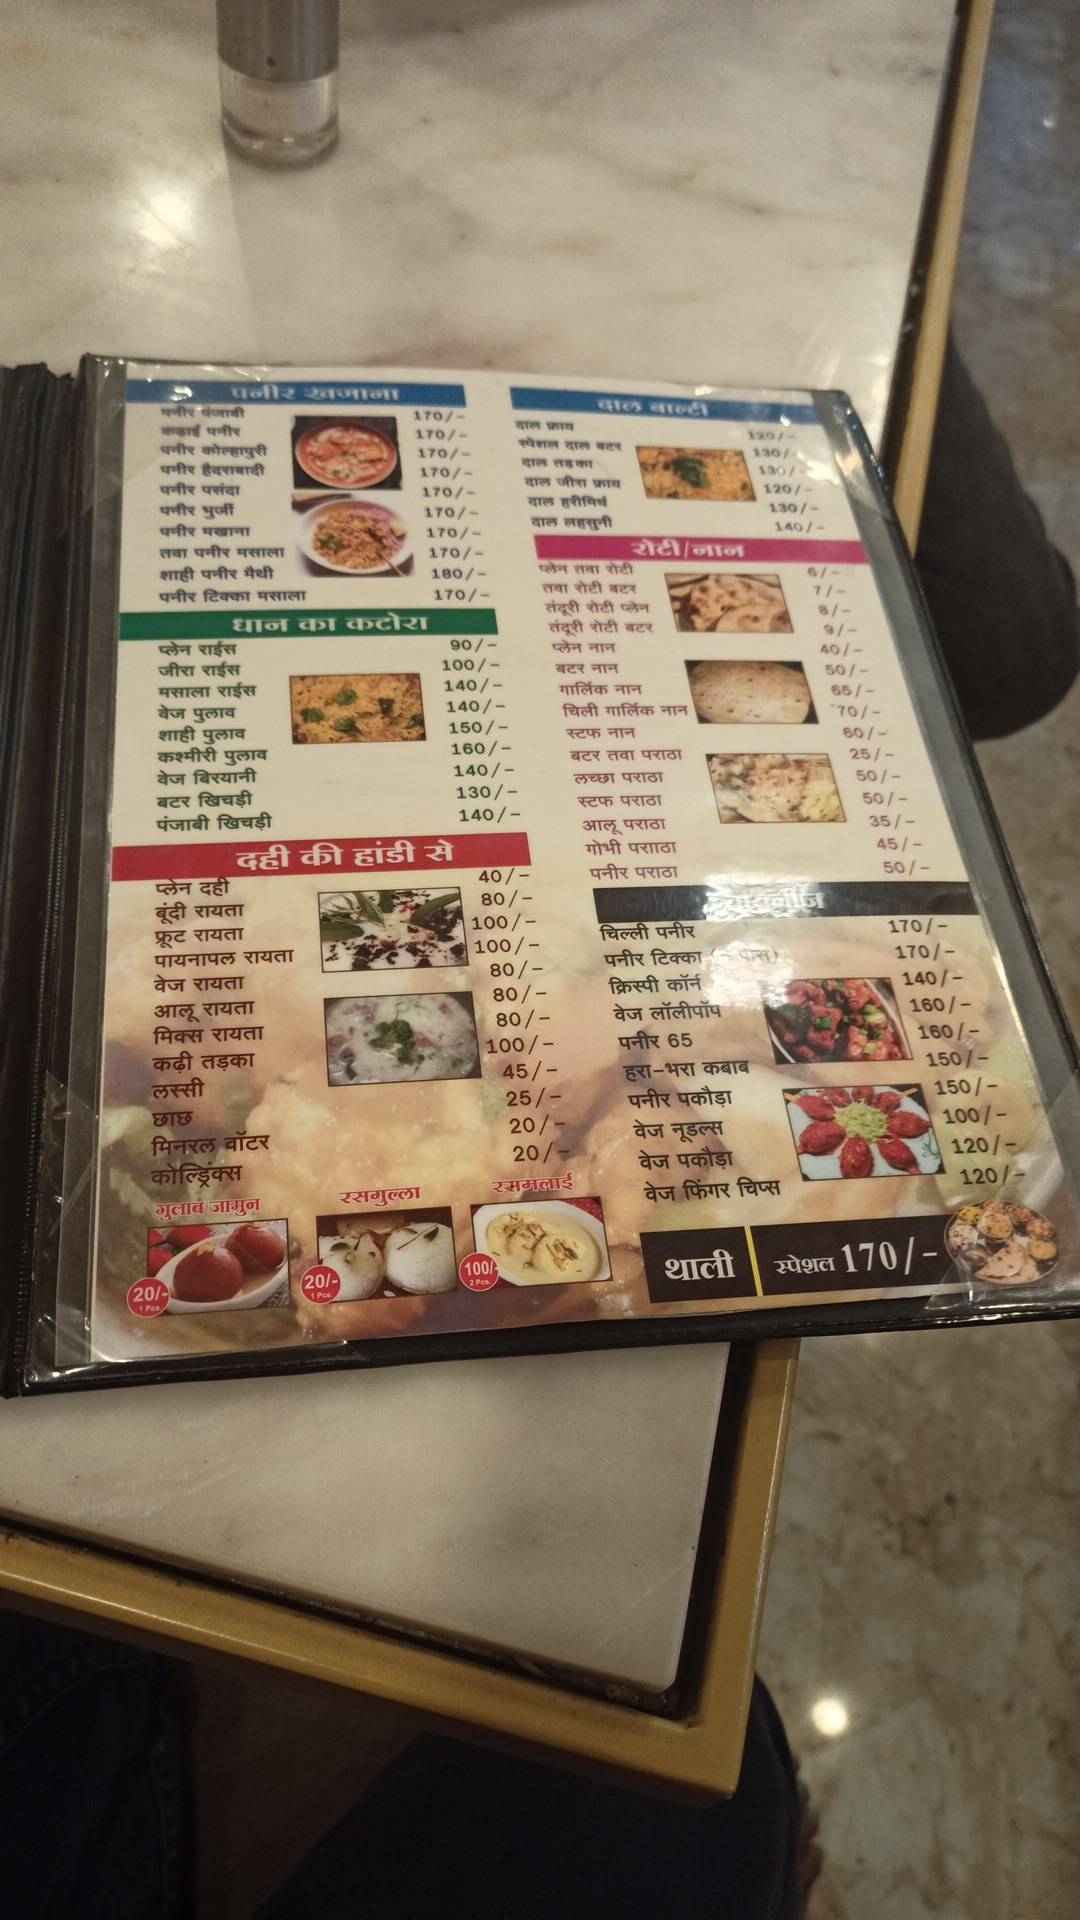 पनीर खजाना
पनीर पंजाबी 170/-
कढ़ाई पनीर 170/-
पनीर कोल्हापुरी 170/-
पनीर हैदराबादी 170/-
पनीर पसंदा 170/-
पनीर भुर्जी 170/-
पनीर मखाना 170/-
तवा पनीर मसाला 170/-
शाही पनीर मैथी 180/-
पनीर टिक्का मसाला 170/-
धान का कटोरा
प्लेन राईस 90/-
जीरा राईस 100/-
मसाला राईस 140/-
वेज पुलाव 140/-
शाही पुलाव 150/-
कश्मीरी पुलाव 160/-
वेज बिरयानी 140/-
बटर खिचड़ी 130/-
पंजाबी खिचड़ी 140/-
दही की हांडी से
प्लेन दही 40/-
बूंदी रायता 80/-
फ्रूट रायता 100/-
पायनापल रायता 100/-
वेज रायता 80/-
आलू रायता 80/-
मिक्स रायता 80/-
कढ़ी तड़का 100/-
लस्सी 45/-
छाछ 25/-
मिनरल वॉटर 20/-
कोल्ड्रिंक्स 20/-
गुलाब जामुन
20/-
1 Pcs.
रसगुल्ला
20/-
1 Pcs.
रसमलाई
100/-
2 Pcs.
दाल बाल्टी
दाल फ्राय 120/-
स्पेशल दाल बटर 130/-
दाल तडका 130/-
दाल जीरा फ्राय 120/-
दाल हरीमिर्च 130/-
दाल लहसुनी 140/-
रोटी/नान
प्लेन तवा रोटी 6/-
तवा रोटी बटर 7/-
तंदूरी रोटी प्लेन 8/-
तंदूरी रोटी बटर 9/-
प्लेन नान 40/-
बटर नान 50/-
गार्लिक नान 65/-
चिली गार्लिक नान 70/-
स्टफ नान 60/-
बटर तवा पराठा 25/-
लच्छा पराठा 50/-
स्टफ पराठा 50/-
आलू पराठा 35/-
गोभी परााठा 45/-
पनीर पराठा 50/-
चिल्ली पनीर 170/-
पनीर टिक्का 170/-
क्रिस्पी कॉर्न 140/-
वेज लॉलीपॉप 160/-
पनीर 65 160/-
हरा-भरा कबाब 150/-
पनीर पकौड़ा 150/-
वेज नूडल्स 100/-
वेज पकौड़ा 120/-
वेज फिंगर चिप्स 120/-
थाली स्पेशल 170/-